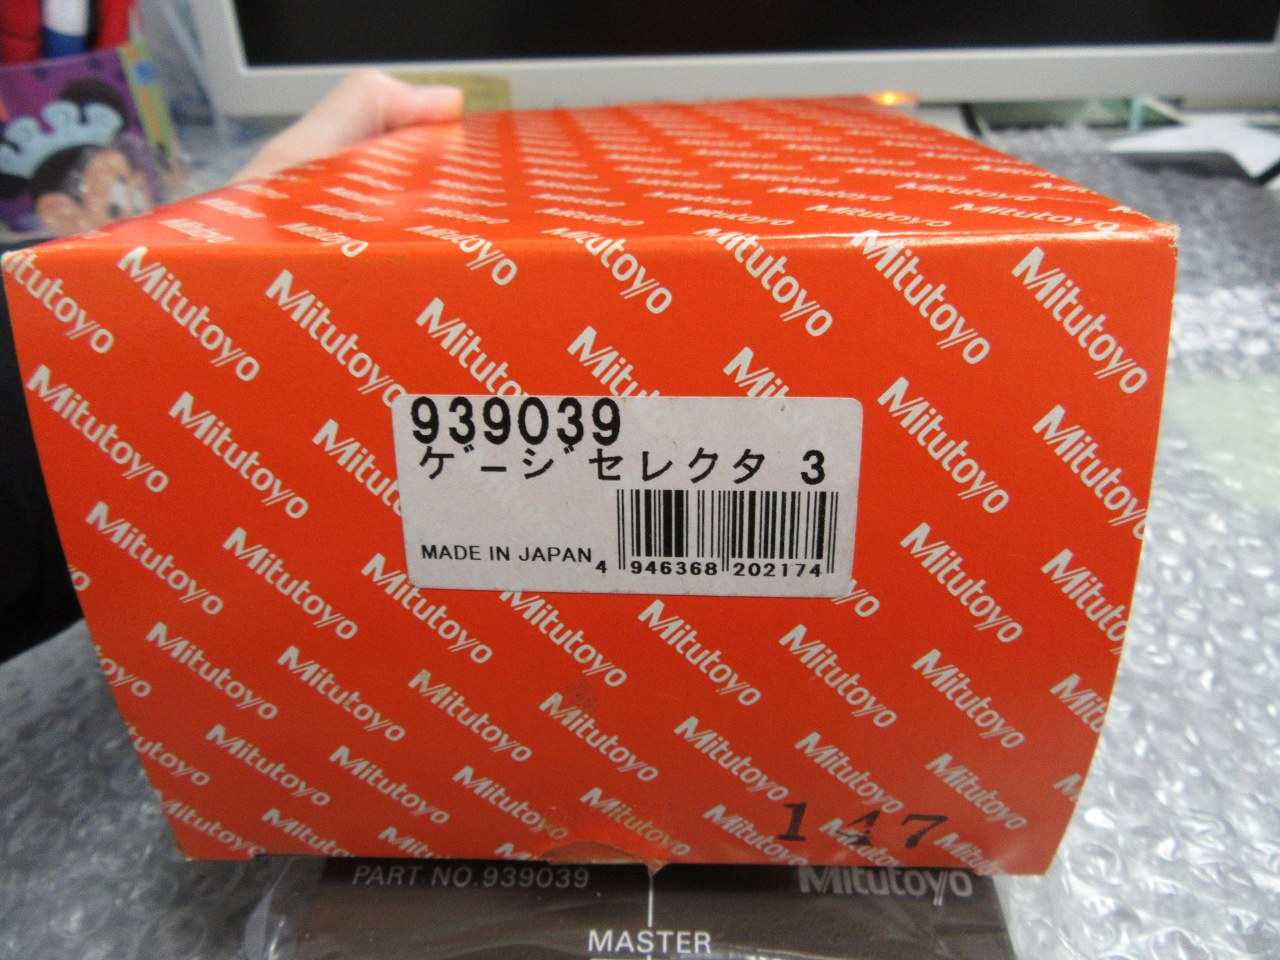 Mitutoyo
939039
ゲージセレクタ 3
MADE IN JAPAN
4 946368 202174
147
PART NO.939039
Mitutoyo
MASTER